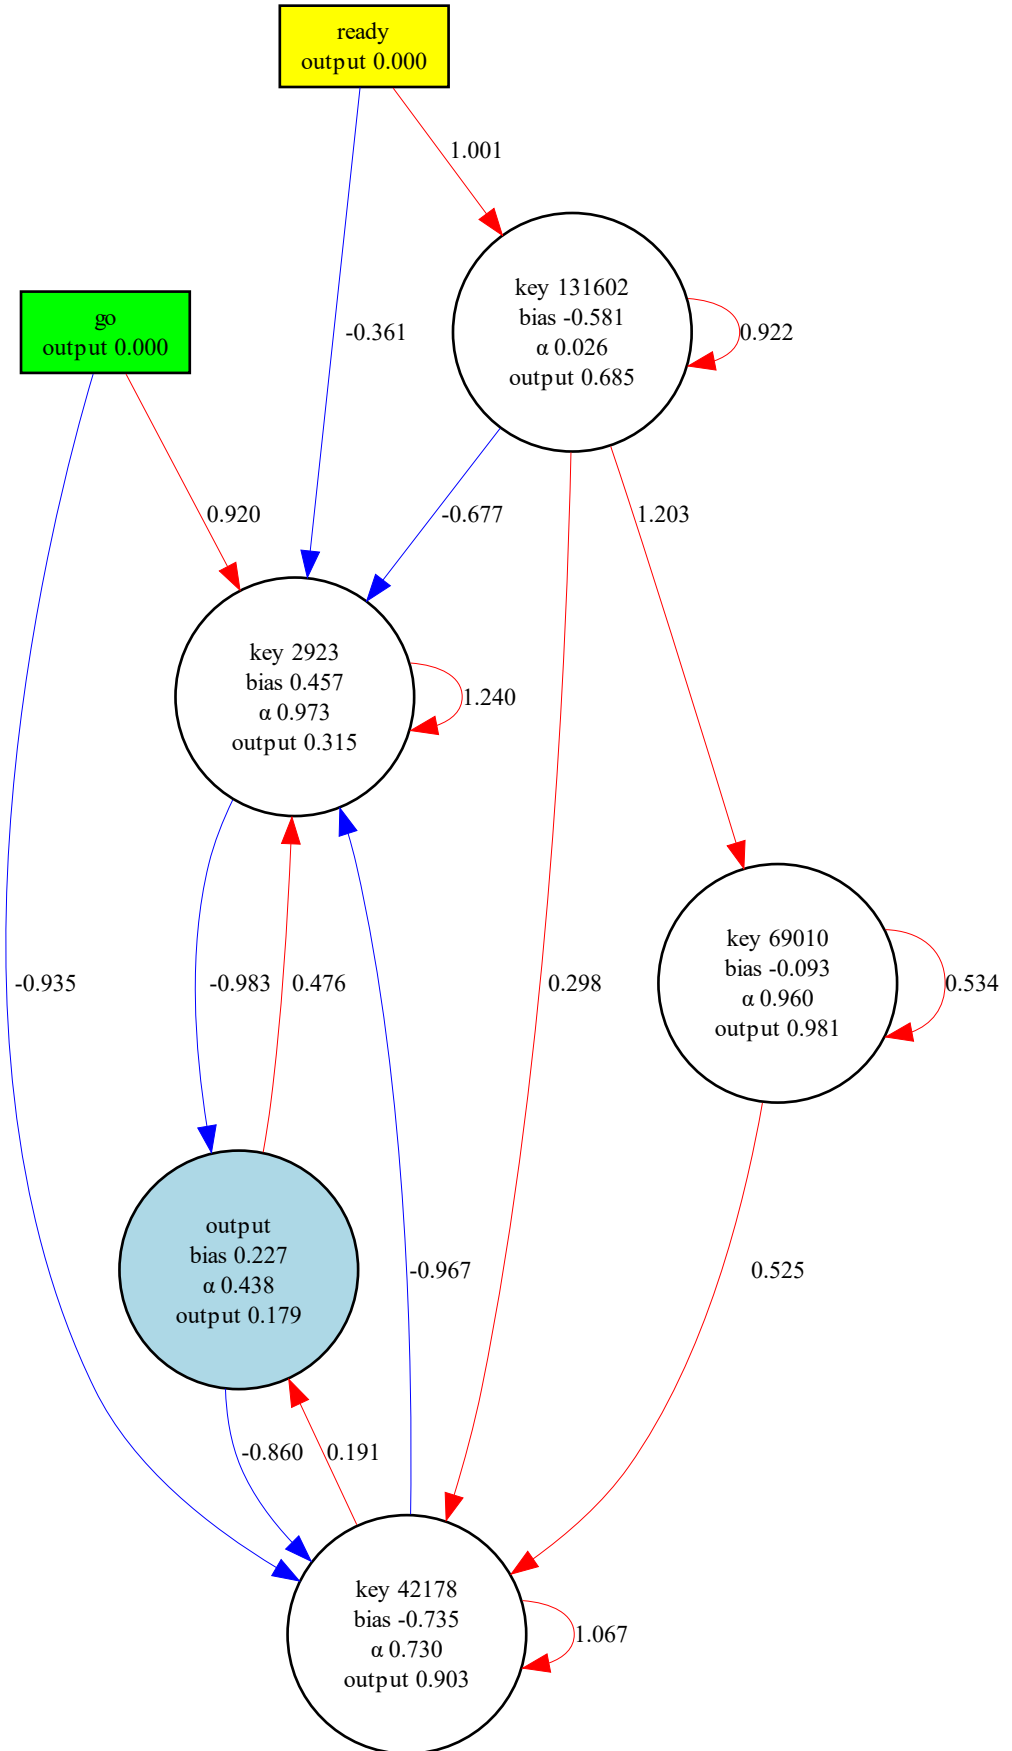 ready
output 0.000
1.001
key 131602
bias -0.581
α 0.026
output 0.685
0.922
go
output 0.000
-0.361
0.920
-0.677
1.203
key 2923
bias 0.457
α 0.973
output 0.315
1.240
key 69010
bias -0.093
α 0.960
output 0.981
0.534
-0.935
-0.983
0.476
0.298
output
bias 0.227
α 0.438
output 0.179
-0.967
0.525
-0.860
0.191
key 42178
bias -0.735
α 0.730
output 0.903
1.067